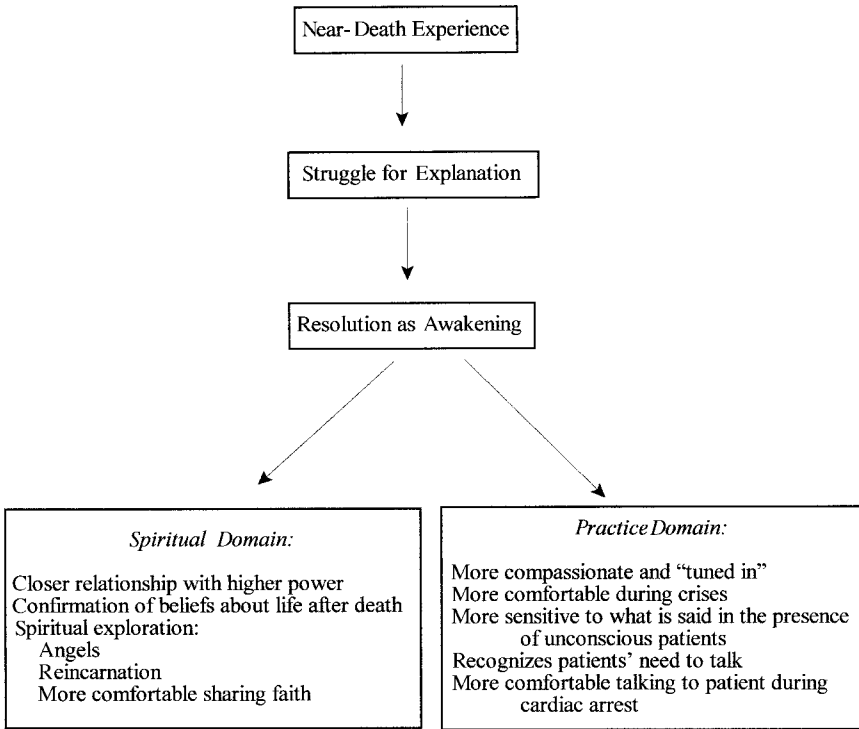 Near-Death Experience
Struggle for Explanation
Resolution as Awakening
Spiritual Domain:
Closer relationship with higher power
Confirmation of beliefs about life after death
Spiritual exploration:
Angels
Reincarnation
More comfortable sharing faith
Practice Domain:
More compassionate and “tuned in”
More comfortable during crises
More sensitive to what is said in the presence
of unconscious patients
Recognizes patients’ need to talk
More comfortable talking to patient during
cardiac arrest